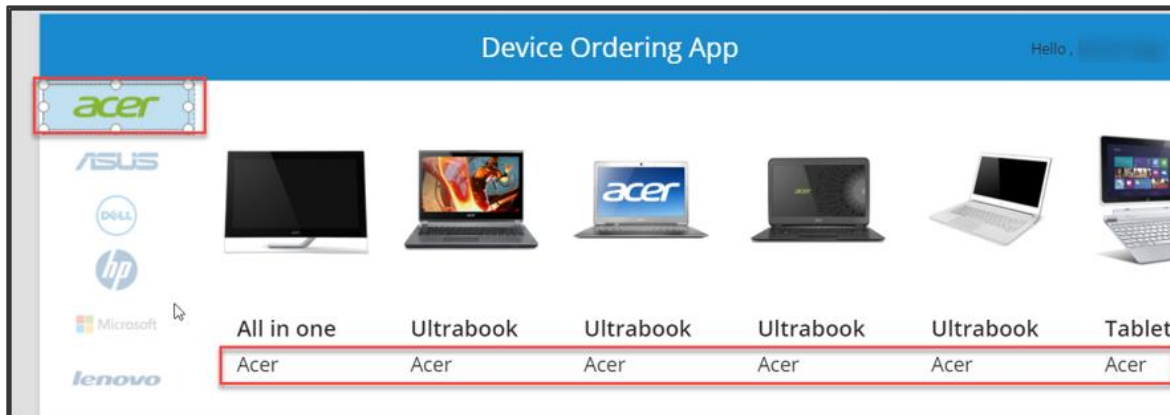 Device Ordering App
Hello ,
acer
ASUS
DELL
hp
Microsoft
lenovo
acer
All in one Ultrabook Ultrabook Ultrabook Ultrabook Tablet
Acer Acer Acer Acer Acer Acer